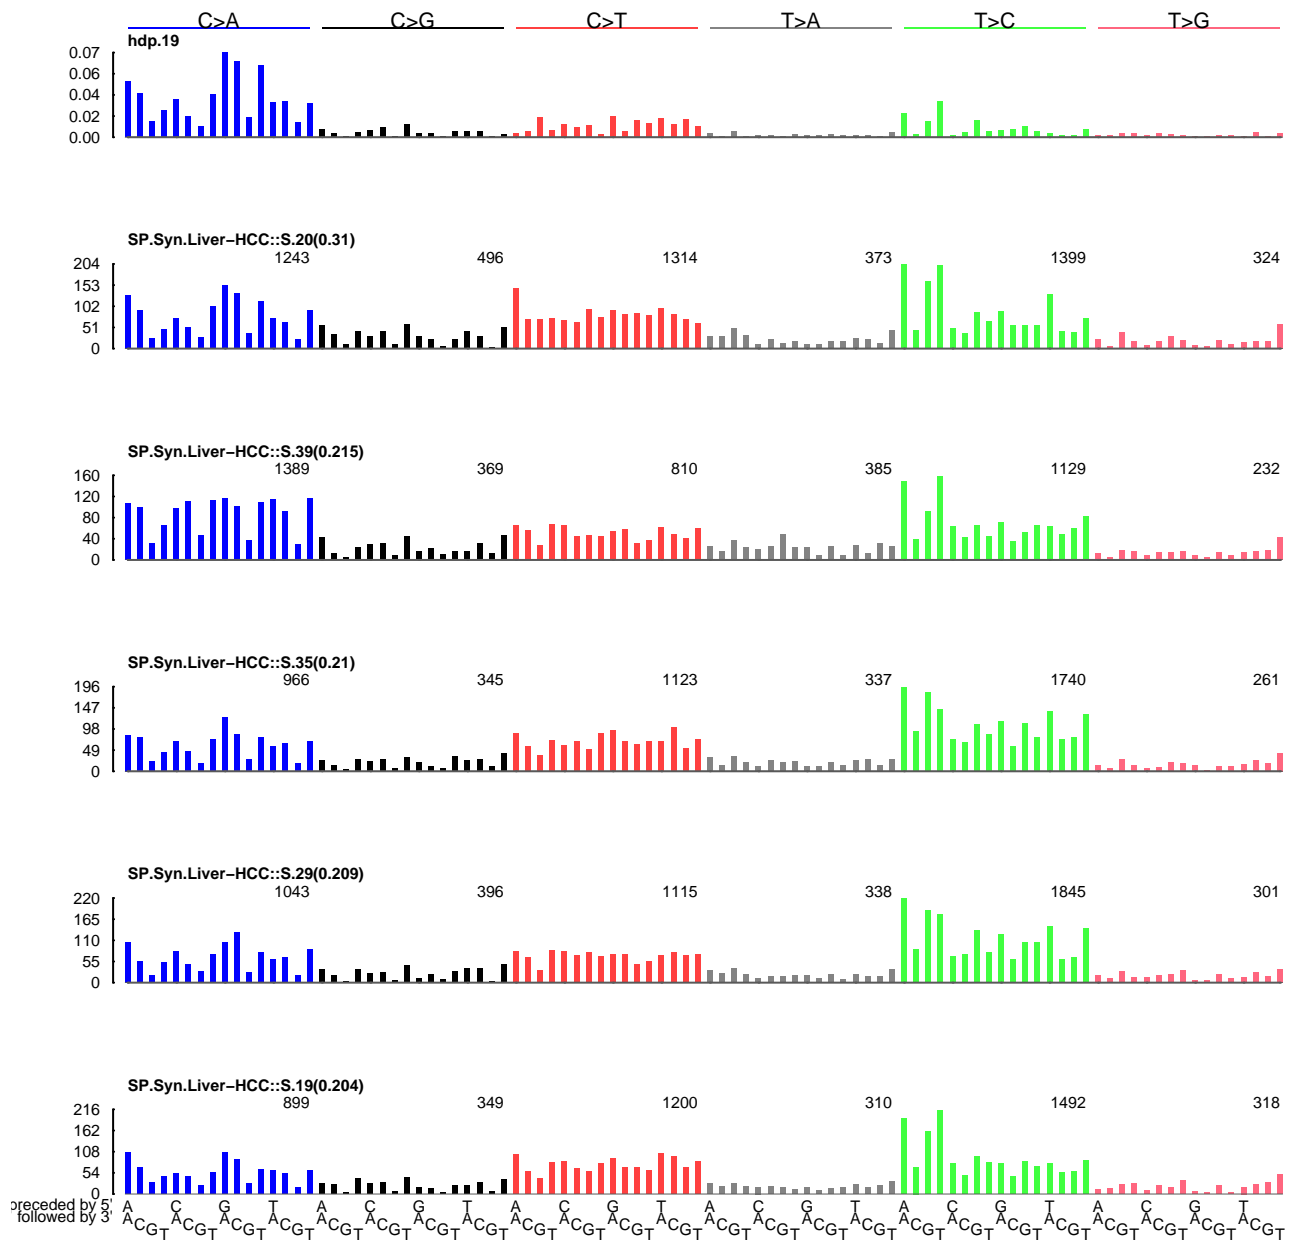 C>A C>G C>T T>A T>C T>G
hdp.19
0.07
0.06
0.04
0.02
0.00
SP.Syn.Liver−HCC::S.20(0.31)
1243 496 1314 373 1399 324
204
153
102
51
0
SP.Syn.Liver−HCC::S.39(0.215)
1389 369 810 385 1129 232
160
120
80
40
0
SP.Syn.Liver−HCC::S.35(0.21)
966 345 1123 337 1740 261
196
147
98
49
0
SP.Syn.Liver−HCC::S.29(0.209)
1043 396 1115 338 1845 301
220
165
110
55
0
SP.Syn.Liver−HCC::S.19(0.204)
899 349 1200 310 1492 318
216
162
108
54
0
preceded by 5' A C G T A C G T A C G T A C G T A C G T A C G T
followed by 3' A C G T A C G T A C G T A C G T A C G T A C G T A C G T A C G T A C G T A C G T A C G T A C G T A C G T A C G T A C G T A C G T A C G T A C G T A C G T A C G T A C G T A C G T A C G T A C G T